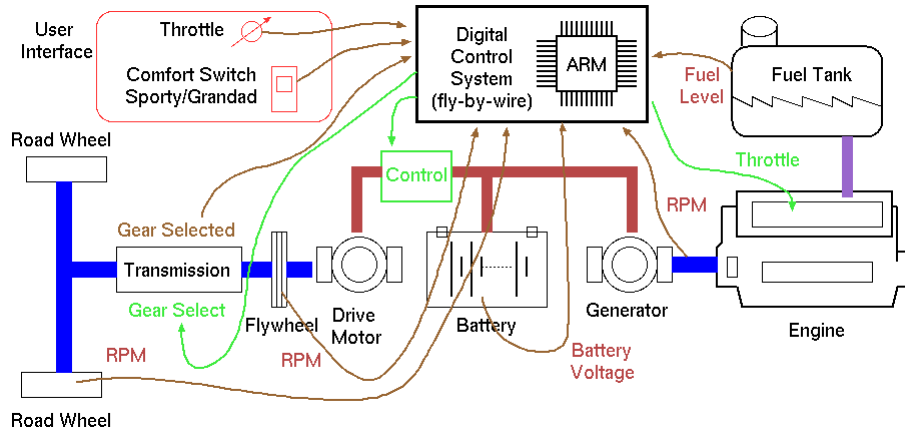 User
Interface
Throttle
Comfort Switch
Sporty/Grandad
Digital
Control
System
(fly-by-wire)
ARM
Fuel
Level
Fuel Tank
Road Wheel
Control
Throttle
RPM
Gear Selected
Transmission
Gear Select
Flywheel
Drive
Motor
Battery
Generator
Engine
RPM
RPM
Battery
Voltage
Road Wheel